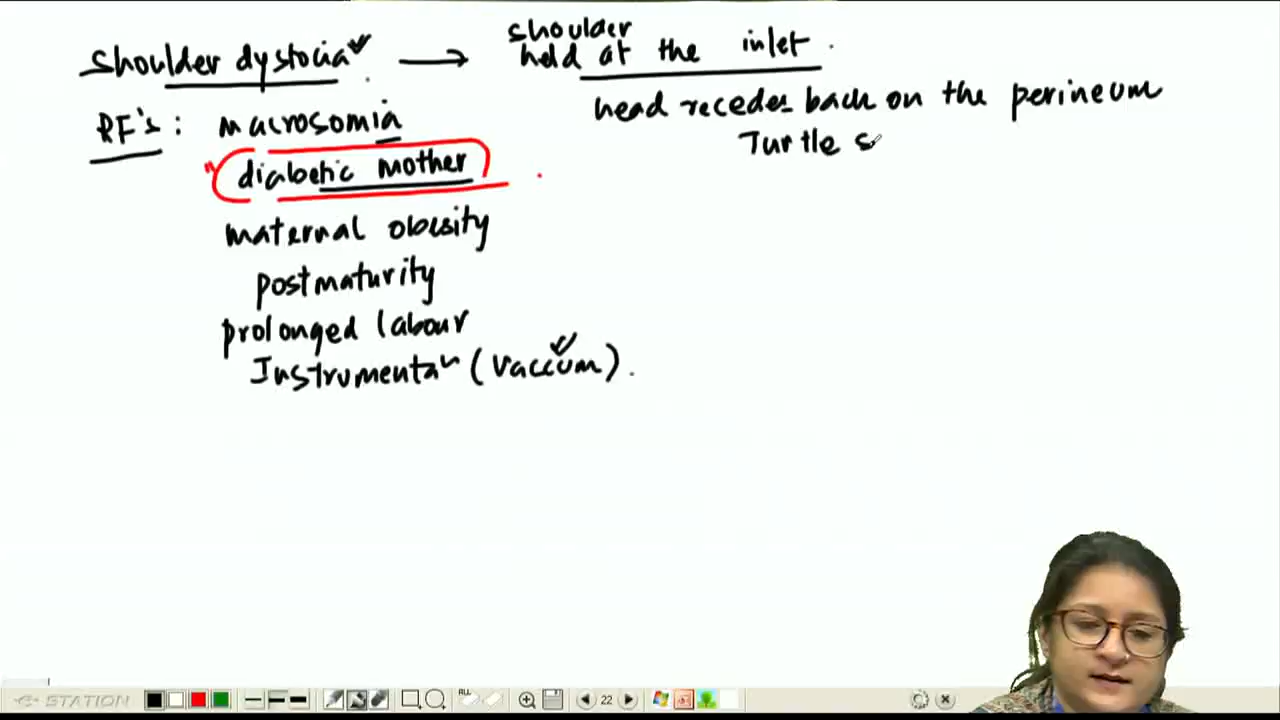 Shoulder dystocia → shoulder held at the inlet.
RF's : macrosomia
head recedes back on the perineum
Turtle s
"diabetic mother
maternal obesity
postmaturity
prolonged labour
Instrumental (vaccum).
STATION
ALL
22